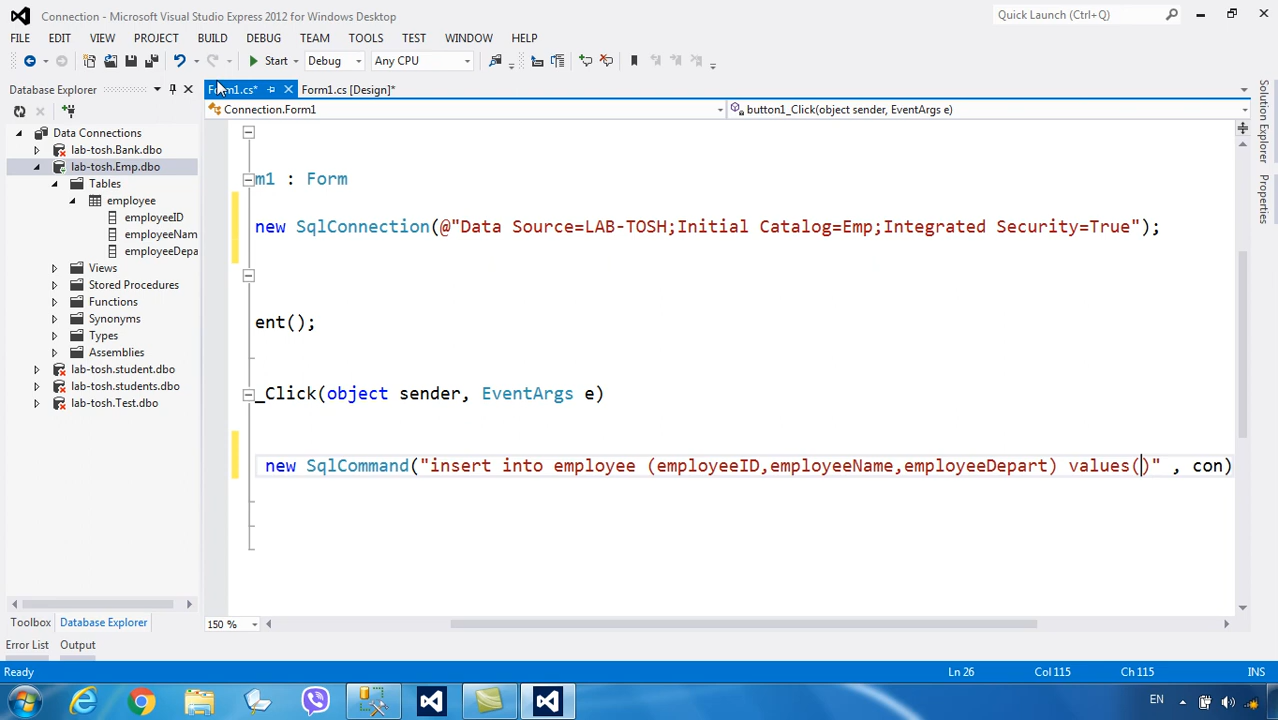 Connection - Microsoft Visual Studio Express 2012 for Windows Desktop
Quick Launch (Ctrl+Q)
FILE EDIT VIEW PROJECT BUILD DEBUG TEAM TOOLS TEST WINDOW HELP
Start Debug Any CPU
Database Explorer
Form1.cs* Form1.cs [Design]*
Connection.Form1
button1_Click(object sender, EventArgs e)
Data Connections
lab-tosh.Bank.dbo
lab-tosh.Emp.dbo
Tables
employee
employeeID
employeeNam
employeeDepa
Views
Stored Procedures
Functions
Synonyms
Types
Assemblies
lab-tosh.student.dbo
lab-tosh.students.dbo
lab-tosh.Test.dbo
m1 : Form
new SqlConnection(@"Data Source=LAB-TOSH;Initial Catalog=Emp;Integrated Security=True");
ent();
_Click(object sender, EventArgs e)
new SqlCommand("insert into employee (employeeID,employeeName,employeeDepart) values()" , con)
Solution Explorer
Properties
150 %
Toolbox Database Explorer
Error List Output
Ready
Ln 26 Col 115 Ch 115 INS
EN